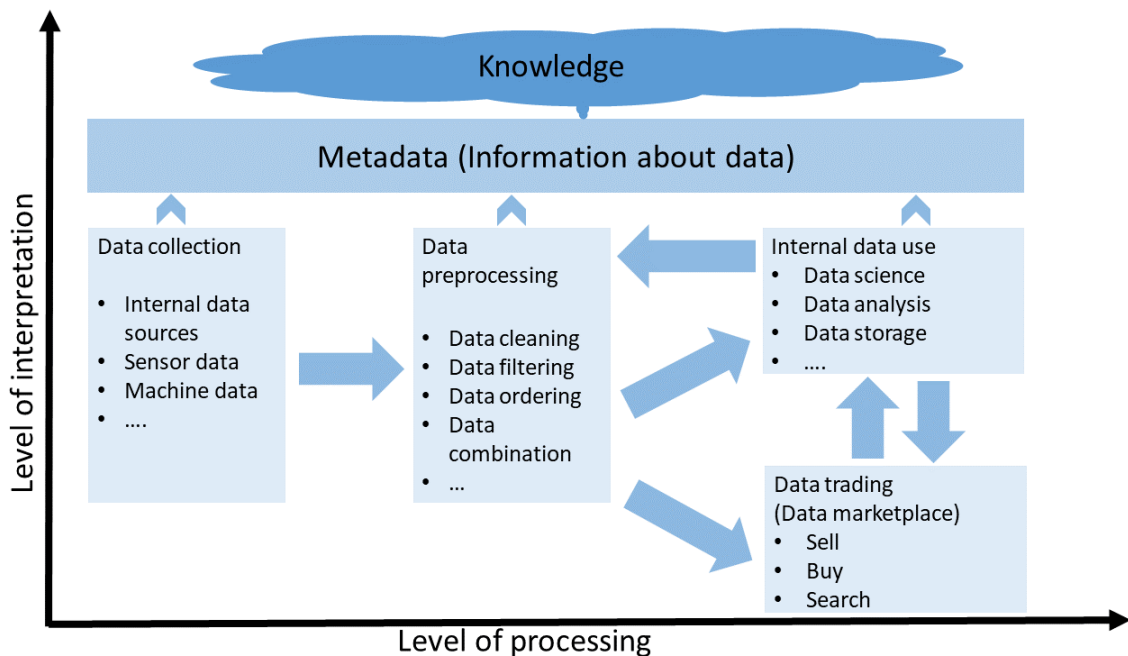 Knowledge
Metadata (Information about data)
Data collection
• Internal data
sources
• Sensor data
• Machine data
• ....
Data
preprocessing
• Data cleaning
• Data filtering
• Data ordering
• Data
combination
• ...
Internal data use
• Data science
• Data analysis
• Data storage
• ....
Data trading
(Data marketplace)
• Sell
• Buy
• Search
Level of interpretation
Level of processing